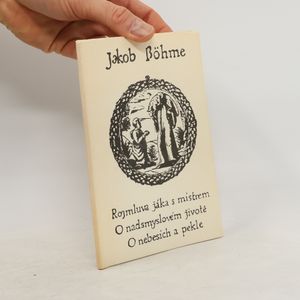 Jakob Böhme
Rozmluva žáka s mistrem
O nadsmyslovém životě
O nebesích a pekle